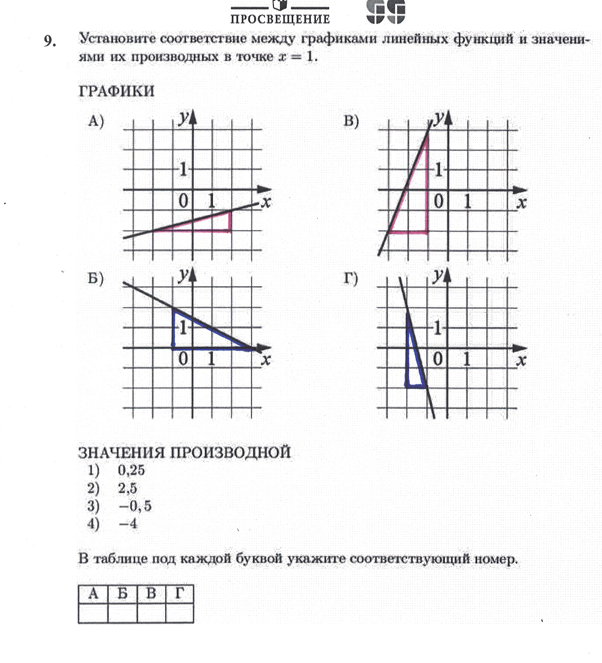 ПРОСВЕЩЕНИЕ
9. Установите соответствие между графиками линейных функций и значени-
ями их производных в точке x = 1.
ГРАФИКИ
А) y 1 0 1 x
В) y 1 0 1 x
Б) y 1 0 1 x
Г) y 1 0 1 x
ЗНАЧЕНИЯ ПРОИЗВОДНОЙ
1) 0,25
2) 2,5
3) −0,5
4) −4
В таблице под каждой буквой укажите соответствующий номер.
А Б В Г